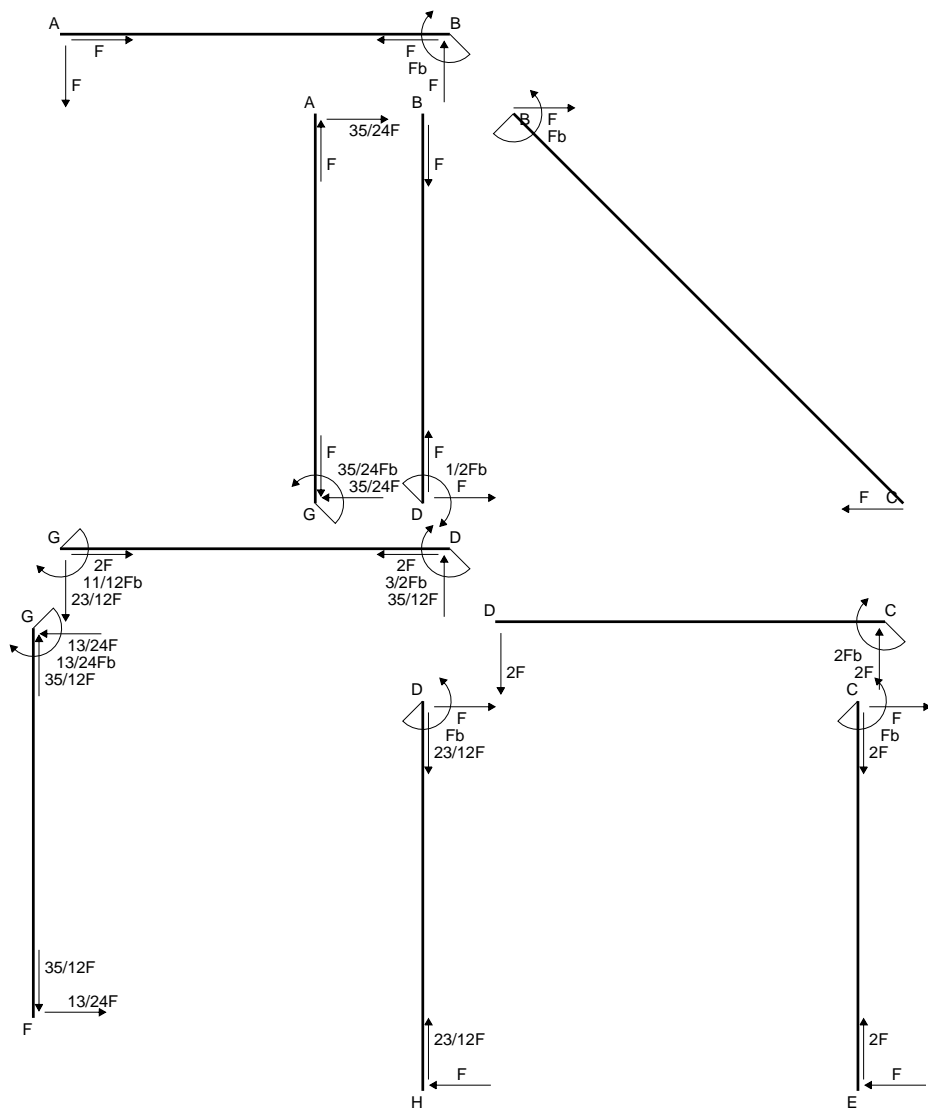 A B
F F
Fb
F F
A B
35/24F F
B Fb
F F
F 1/2Fb
35/24Fb F
35/24F
G D F C
G D
2F 2F
11/12Fb 3/2Fb
23/12F 35/12F
G D C
13/24F 2Fb
13/24Fb 2F
35/12F 2F
D C
F F
Fb Fb
23/12F 2F
35/12F
13/24F
F
23/12F 2F
F F
H E